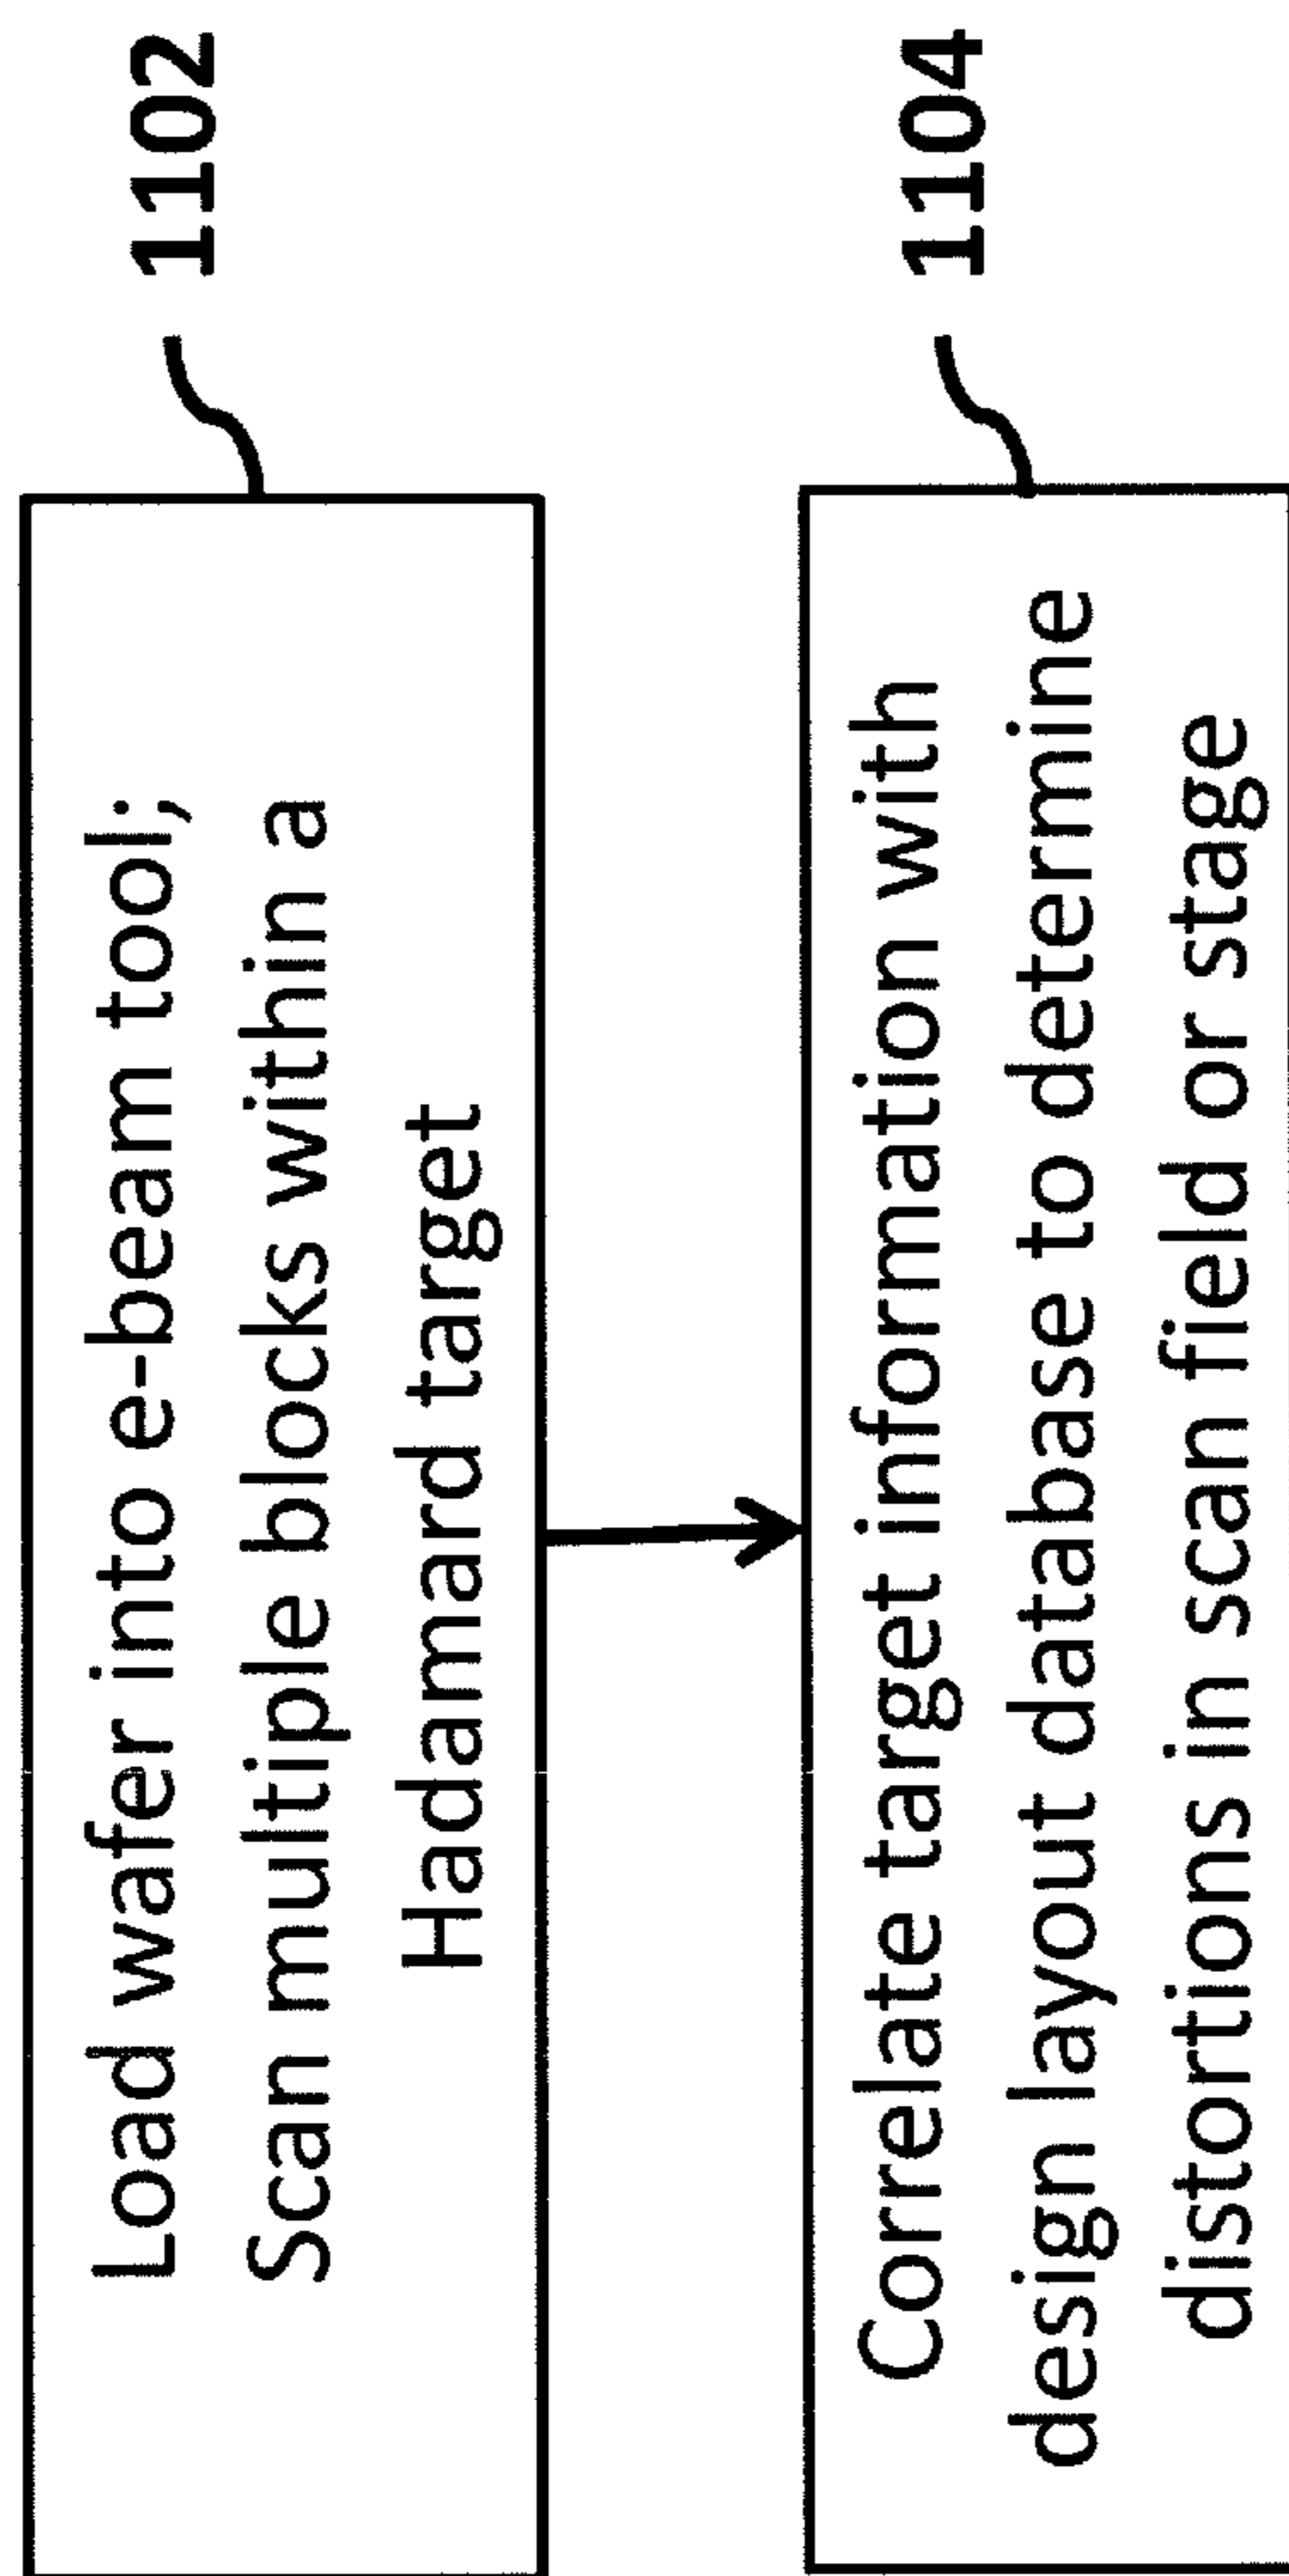 Load wafer into e-beam tool;
Scan multiple blocks within a
Hadamard target
1102
Correlate target information with
design layout database to determine
distortions in scan field or stage
1104